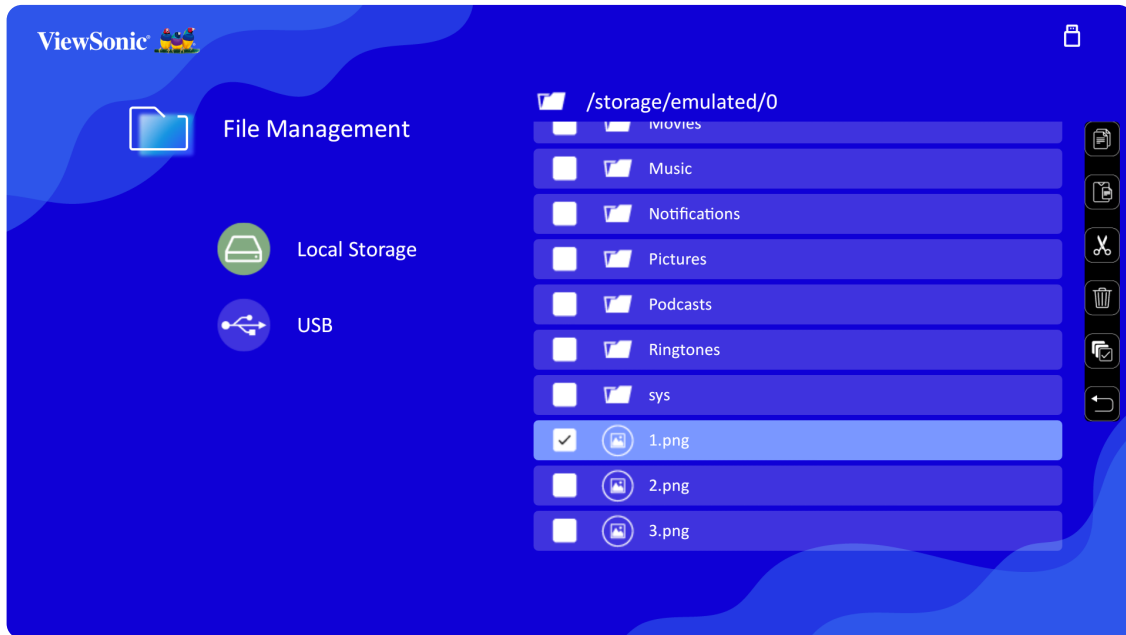 ViewSonic
/storage/emulated/0
File Management
Movies
Music
Notifications
Local Storage
Pictures
Podcasts
USB
Ringtones
sys
1.png
2.png
3.png